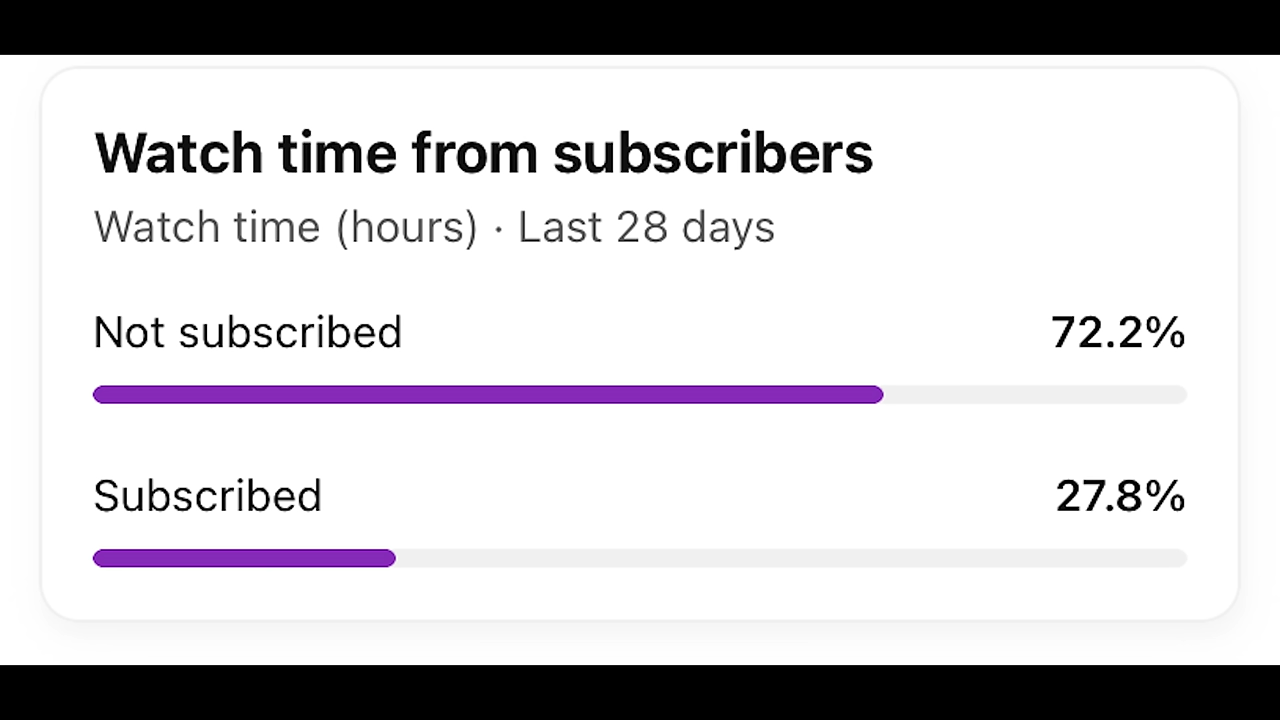 Watch time from subscribers
Watch time (hours) · Last 28 days
Not subscribed 72.2%
Subscribed 27.8%